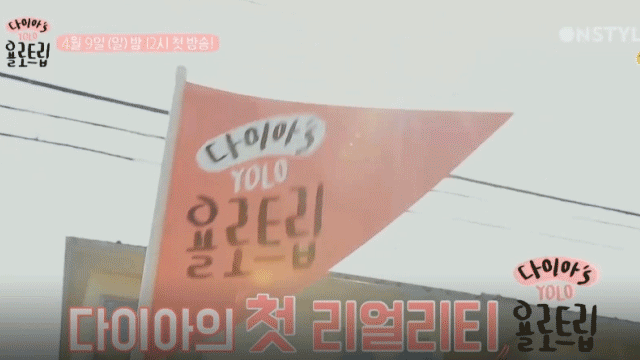 다이아's
YOLO
욜로트립
4월 9일 (일) 밤 12시 첫 방송!
ONSTYL
다이아's
YOLO
욜로트립
다이아의 첫 리얼리티,
다이아's
YOLO
욜로트립